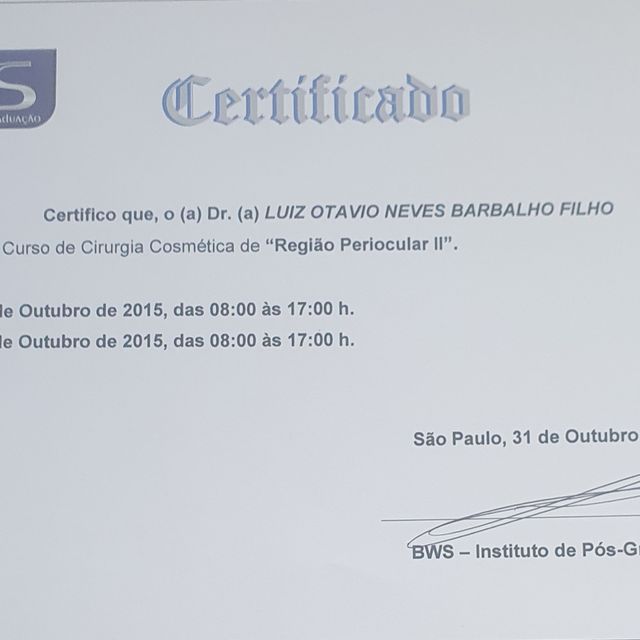 S
Certificado
Certifico que, o (a) Dr. (a) LUIZ OTAVIO NEVES BARBALHO FILHO
Curso de Cirurgia Cosmética de “Região Periocular II”.
de Outubro de 2015, das 08:00 às 17:00 h.
de Outubro de 2015, das 08:00 às 17:00 h.
São Paulo, 31 de Outubro
BWS – Instituto de Pós-G